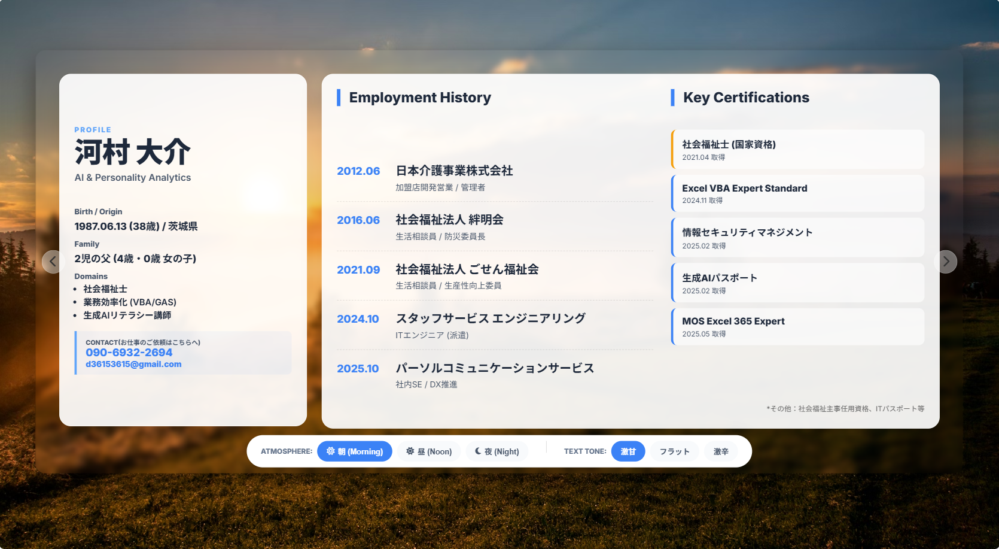 PROFILE
河村 大介
AI & Personality Analytics
Birth / Origin
1987.06.13 (38歳) / 茨城県
Family
2児の父 (4歳・0歳 女の子)
Domains
• 社会福祉士
• 業務効率化 (VBA/GAS)
• 生成AIリテラシー講師
CONTACT(お仕事のご依頼はこちらへ)
090-6932-2694
d36153615@gmail.com
Employment History
2012.06 日本介護事業株式会社
加盟店開発営業 / 管理者
2016.06 社会福祉法人 絆明会
生活相談員 / 防災委員長
2021.09 社会福祉法人 ごせん福祉会
生活相談員 / 生産性向上委員
2024.10 スタッフサービス エンジニアリング
ITエンジニア (派遣)
2025.10 パーソルコミュニケーションサービス
社内SE / DX推進
Key Certifications
社会福祉士 (国家資格)
2021.04 取得
Excel VBA Expert Standard
2024.11 取得
情報セキュリティマネジメント
2025.02 取得
生成AIパスポート
2025.02 取得
MOS Excel 365 Expert
2025.05 取得
*その他：社会福祉主事任用資格、ITパスポート等
ATMOSPHERE: 朝 (Morning) 昼 (Noon) 夜 (Night) TEXT TONE: 激甘 フラット 激辛